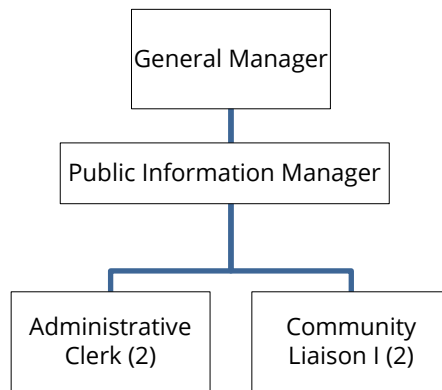 General Manager
Public Information Manager
Administrative
Clerk (2)
Community
Liaison I (2)